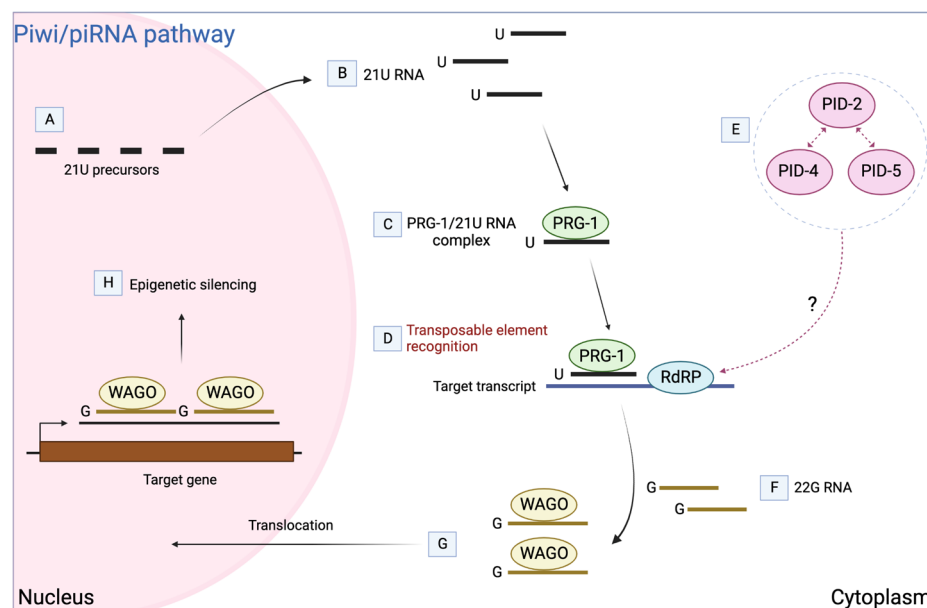 Piwi/piRNA pathway
A
21U precursors
B
21U RNA
U
U
U
C
PRG-1/21U RNA
complex
PRG-1
U
D
Transposable element
recognition
PRG-1
U
RdRP
Target transcript
E
PID-2
PID-4
PID-5
?
F
22G RNA
G
G
WAGO
G
WAGO
G
G
Translocation
H
Epigenetic silencing
WAGO
WAGO
G
G
Target gene
Nucleus
Cytoplasm